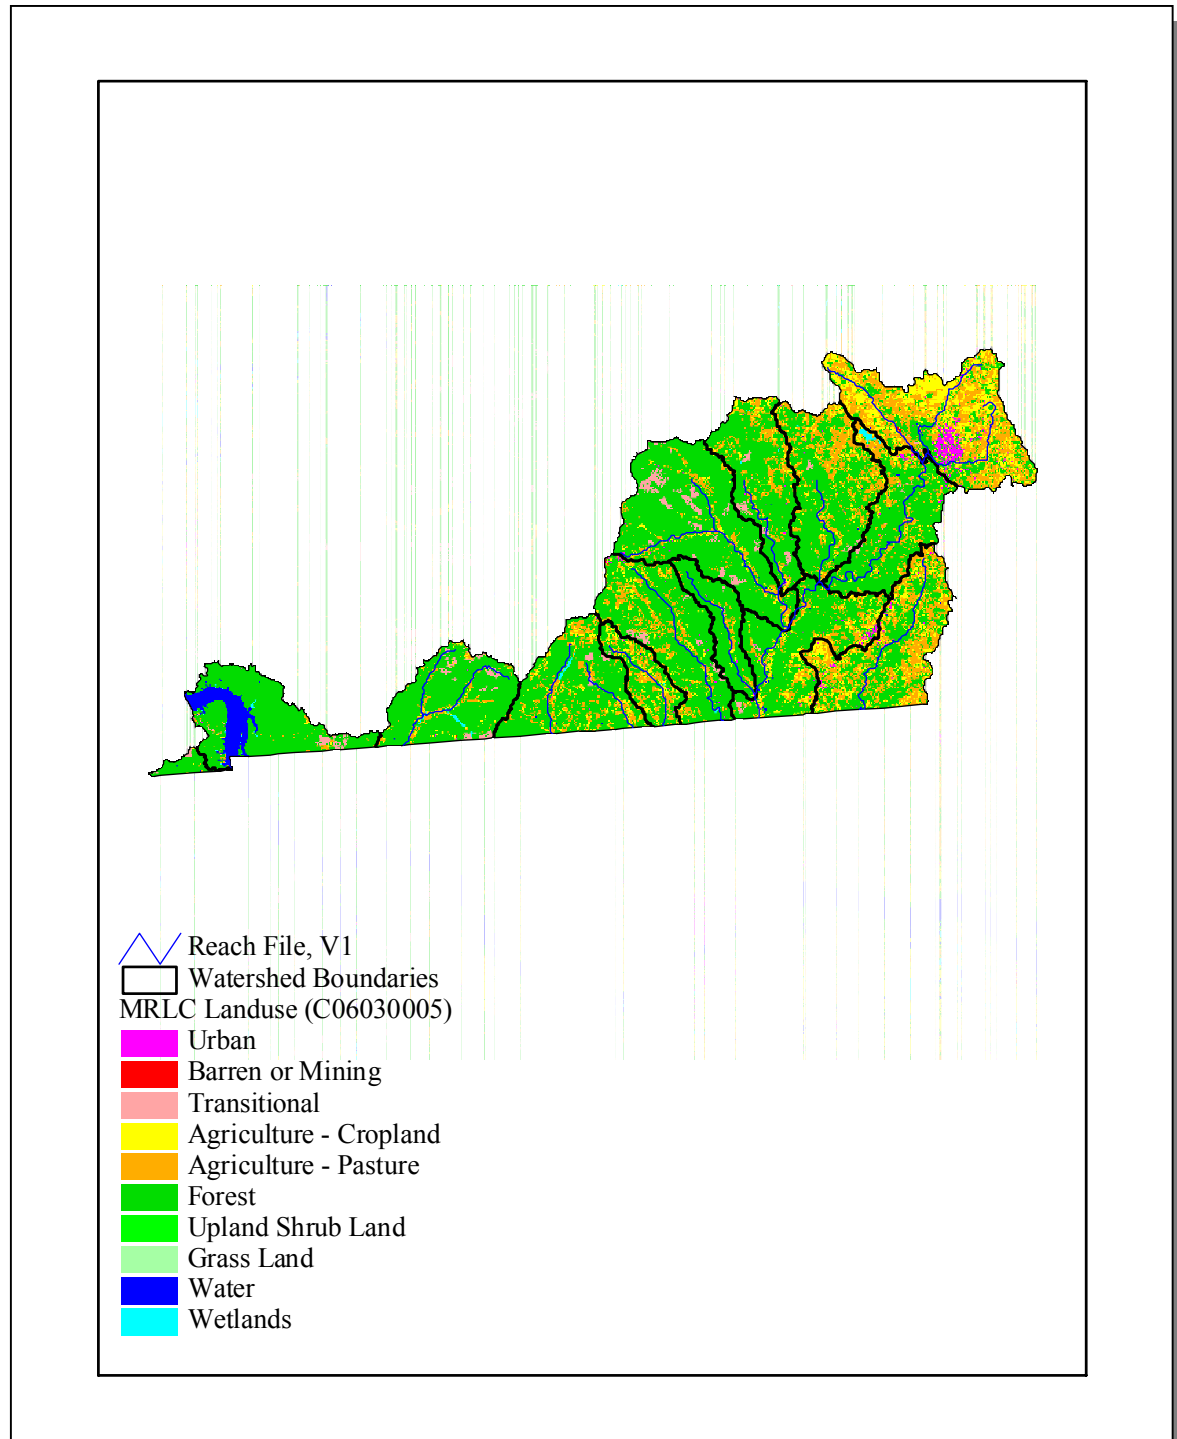 Reach File, V1
Watershed Boundaries
MRLC Landuse (C06030005)
Urban
Barren or Mining
Transitional
Agriculture - Cropland
Agriculture - Pasture
Forest
Upland Shrub Land
Grass Land
Water
Wetlands